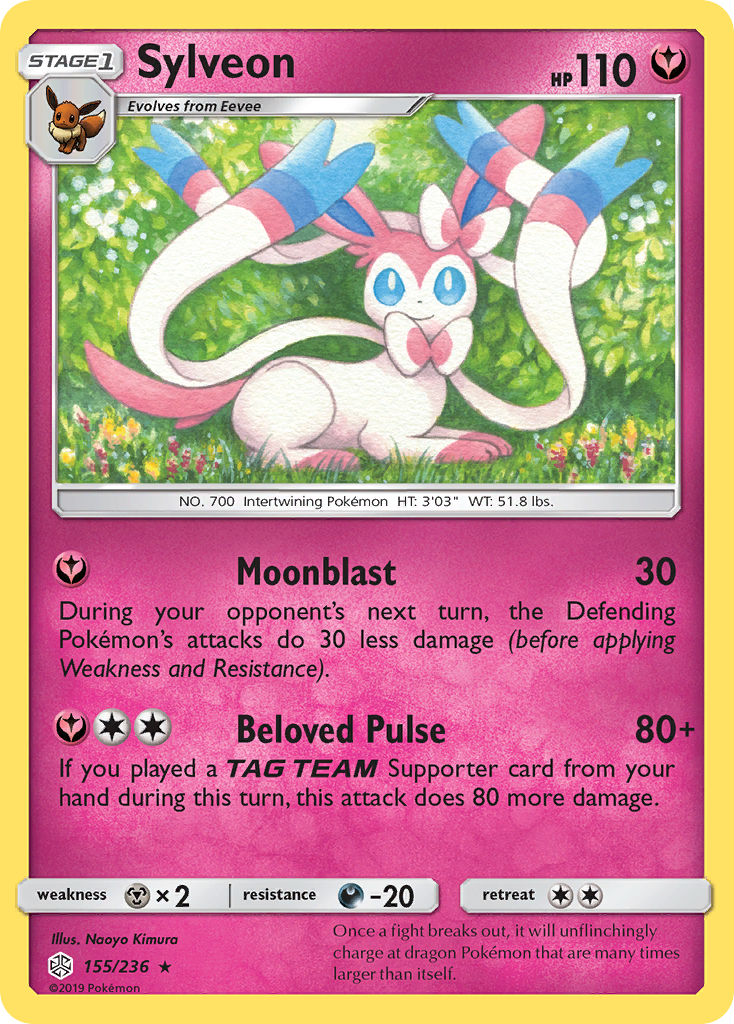 STAGE 1
Sylveon
HP 110
Evolves from Eevee
NO. 700 Intertwining Pokémon HT: 3'03" WT: 51.8 lbs.
Moonblast 30
During your opponent's next turn, the Defending
Pokémon's attacks do 30 less damage (before applying
Weakness and Resistance).
Beloved Pulse 80+
If you played a TAG TEAM Supporter card from your
hand during this turn, this attack does 80 more damage.
weakness ×2 resistance -20 retreat
Illus. Naoyo Kimura
155/236 ★
©2019 Pokémon
Once a fight breaks out, it will unflinchingly
charge at dragon Pokémon that are many times
larger than itself.